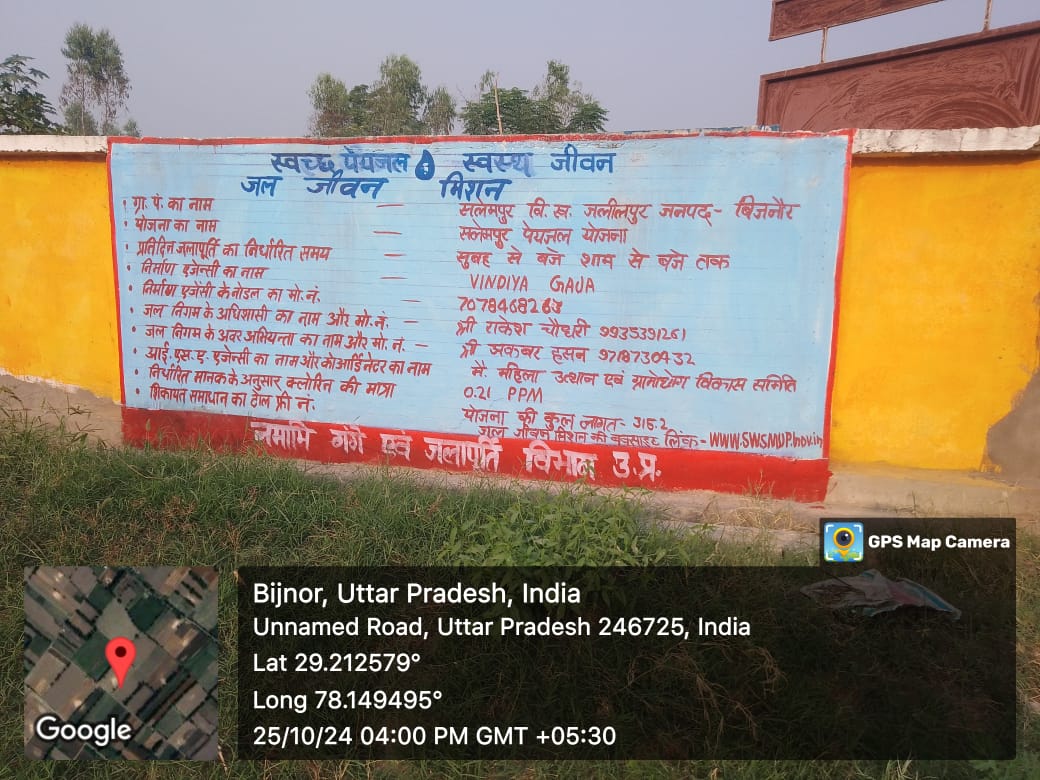 स्वच्छ पेयजल स्वस्थ जीवन
जल जीवन मिशन
ग्रा. पं. का नाम — सलेमपुर वि. ख. जलीलपुर जनपद - बिजनौर
योजना का नाम — सलेमपुर पेयजल योजना
प्रतिदिन जलापूर्ति का निर्धारित समय — सुबह से बजे शाम से बजे तक
निर्माण एजेन्सी का नाम — VINDIYA GAJA
निर्माण एजेंसी के नोडल का मो. नं. — 7078468263
जल निगम के अधिशासी का नाम और मो. नं. — श्री राकेश चौधरी 9935391261
जल निगम के अवर अभियन्ता का नाम और मो. नं. — श्री अकबर हसन 9718730432
आई. एस. ए. एजेन्सी का नाम और कोआर्डिनेटर का नाम मै. महिला उत्थान एवं ग्रामोद्योग विकास समिति
निर्धारित मानक के अनुसार क्लोरिन की मात्रा 0.21 PPM
शिकायत समाधान का टोल फ्री नं.
योजना की कुल लागत - 315.2
जल जीवन मिशन की वेबसाइट लिंक - WWW.SWSMUP.hov.in
नमामि गंगे एवं जलापूर्ति विभाग उ. प्र.
GPS Map Camera
Google
Bijnor, Uttar Pradesh, India
Unnamed Road, Uttar Pradesh 246725, India
Lat 29.212579°
Long 78.149495°
25/10/24 04:00 PM GMT +05:30